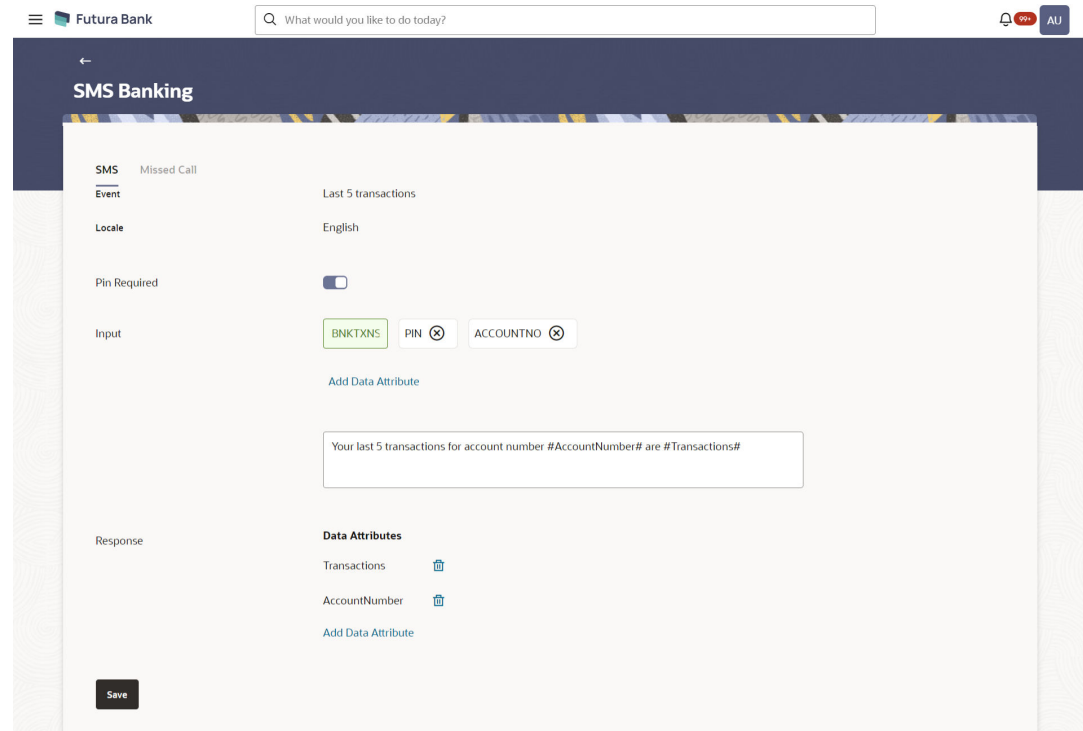 Futura Bank
What would you like to do today?
99+
AU
SMS Banking
SMS Missed Call
Event Last 5 transactions
Locale English
Pin Required
Input BNKTXNS PIN ACCOUNTNO
Add Data Attribute
Your last 5 transactions for account number #AccountNumber# are #Transactions#
Response Data Attributes
Transactions
AccountNumber
Add Data Attribute
Save